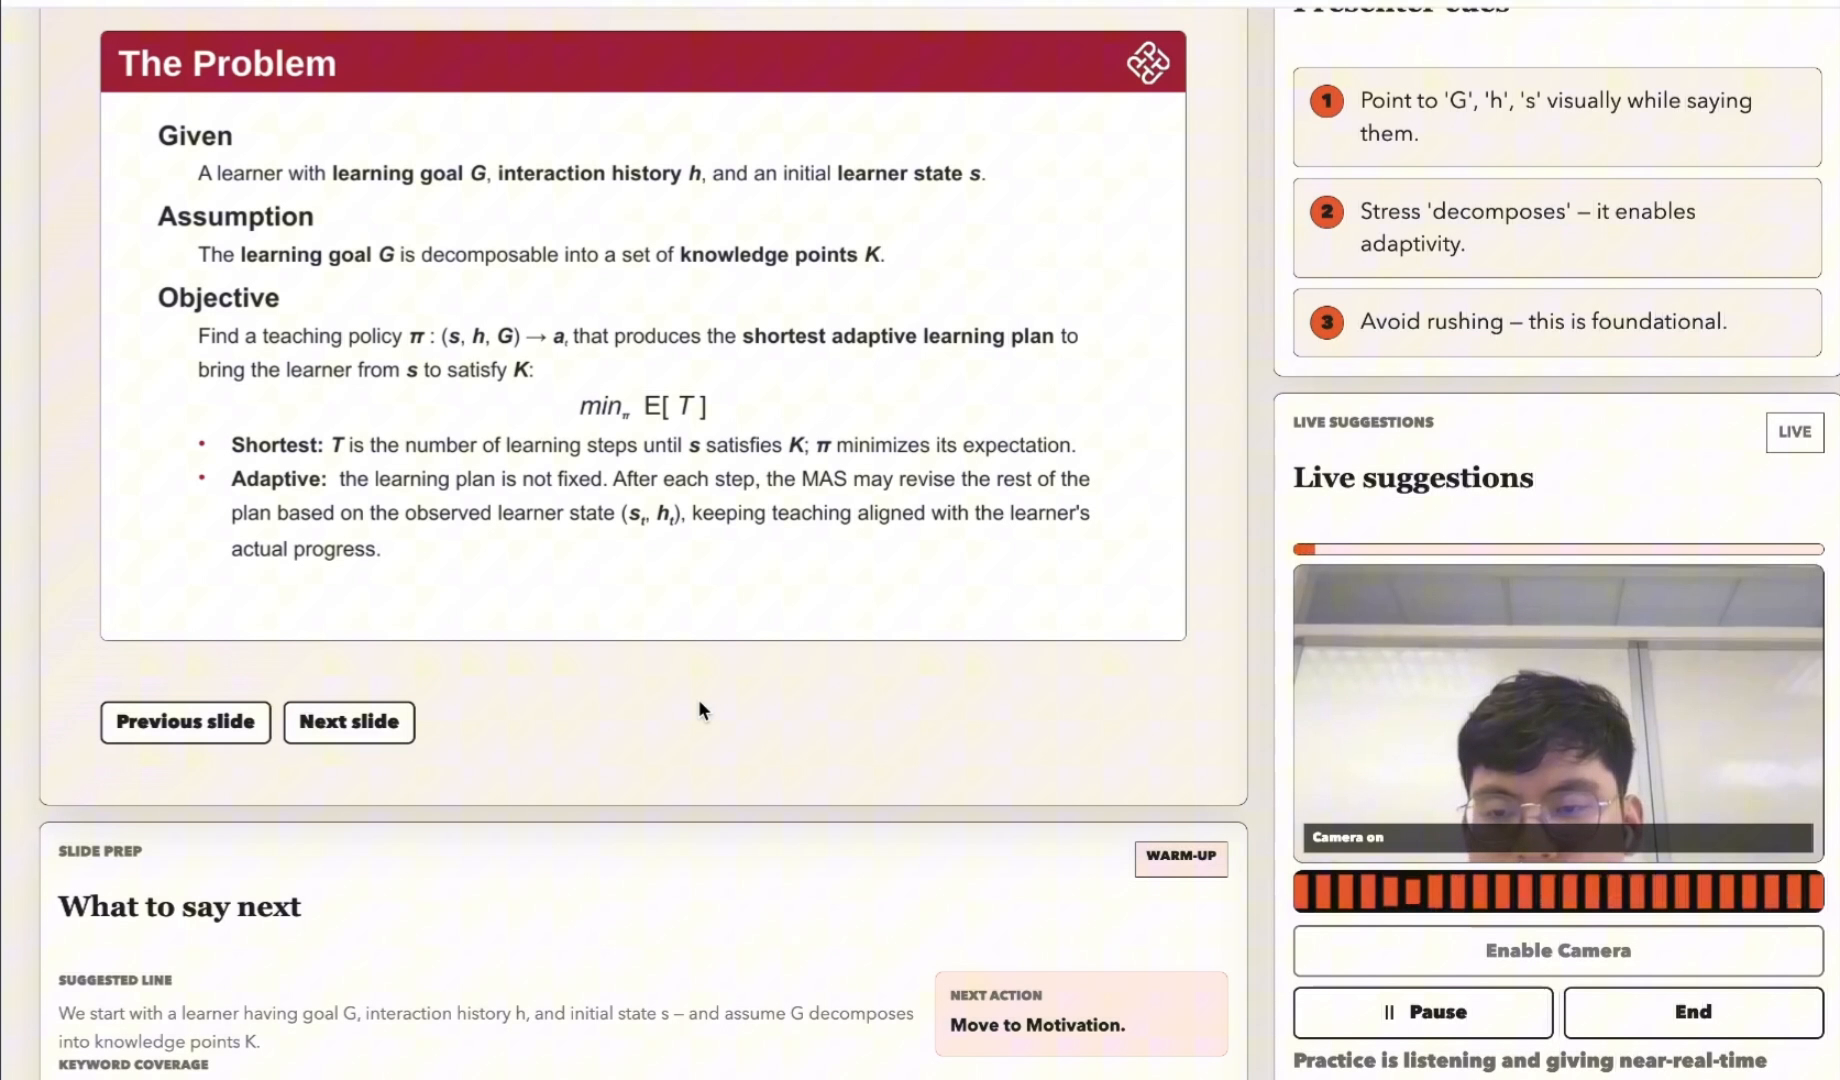 The Problem
Given
A learner with learning goal G, interaction history h, and an initial learner state s.
Assumption
The learning goal G is decomposable into a set of knowledge points K.
Objective
Find a teaching policy π : (s, h, G) → a, that produces the shortest adaptive learning plan to
bring the learner from s to satisfy K:
minπ E[ T ]
• Shortest: T is the number of learning steps until s satisfies K; π minimizes its expectation.
• Adaptive: the learning plan is not fixed. After each step, the MAS may revise the rest of the
plan based on the observed learner state (st, ht), keeping teaching aligned with the learner's
actual progress.
Previous slide
Next slide
SLIDE PREP
WARM-UP
What to say next
SUGGESTED LINE
We start with a learner having goal G, interaction history h, and initial state s – and assume G decomposes
into knowledge points K.
KEYWORD COVERAGE
NEXT ACTION
Move to Motivation.
Presenter cues
1 Point to 'G', 'h', 's' visually while saying
them.
2 Stress 'decomposes' – it enables
adaptivity.
3 Avoid rushing – this is foundational.
LIVE SUGGESTIONS
LIVE
Live suggestions
Camera on
Enable Camera
|| Pause
End
Practice is listening and giving near-real-time